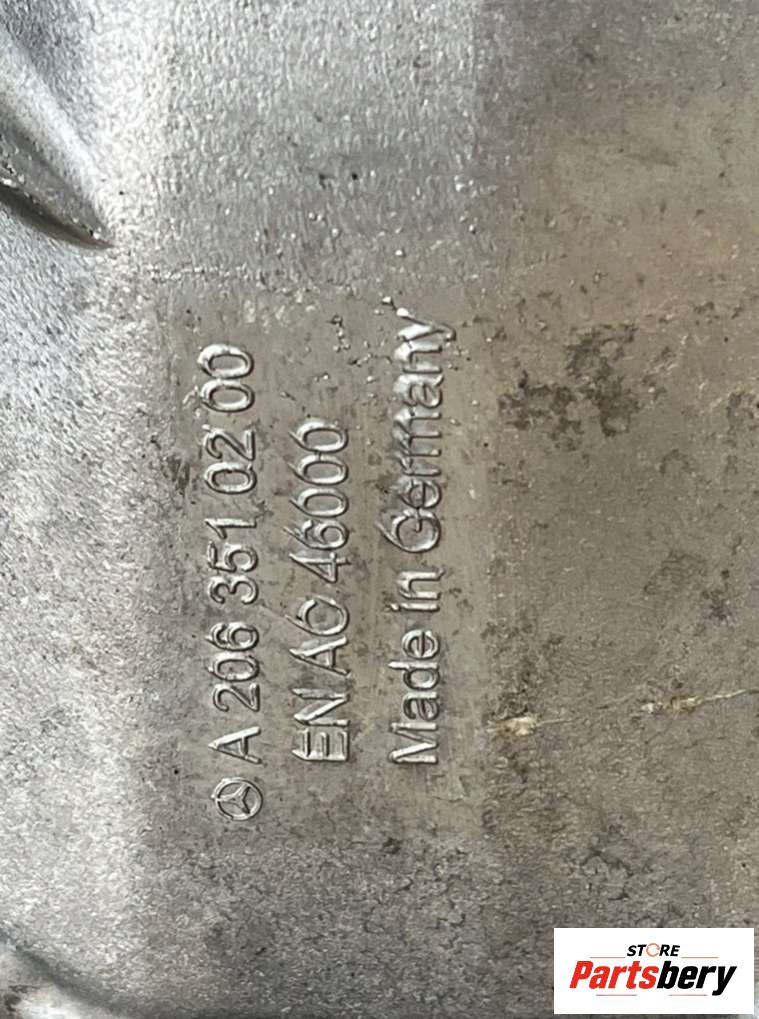 A 206 351 02 00
EN AC 46000
Made in Germany
STORE
Partsbery